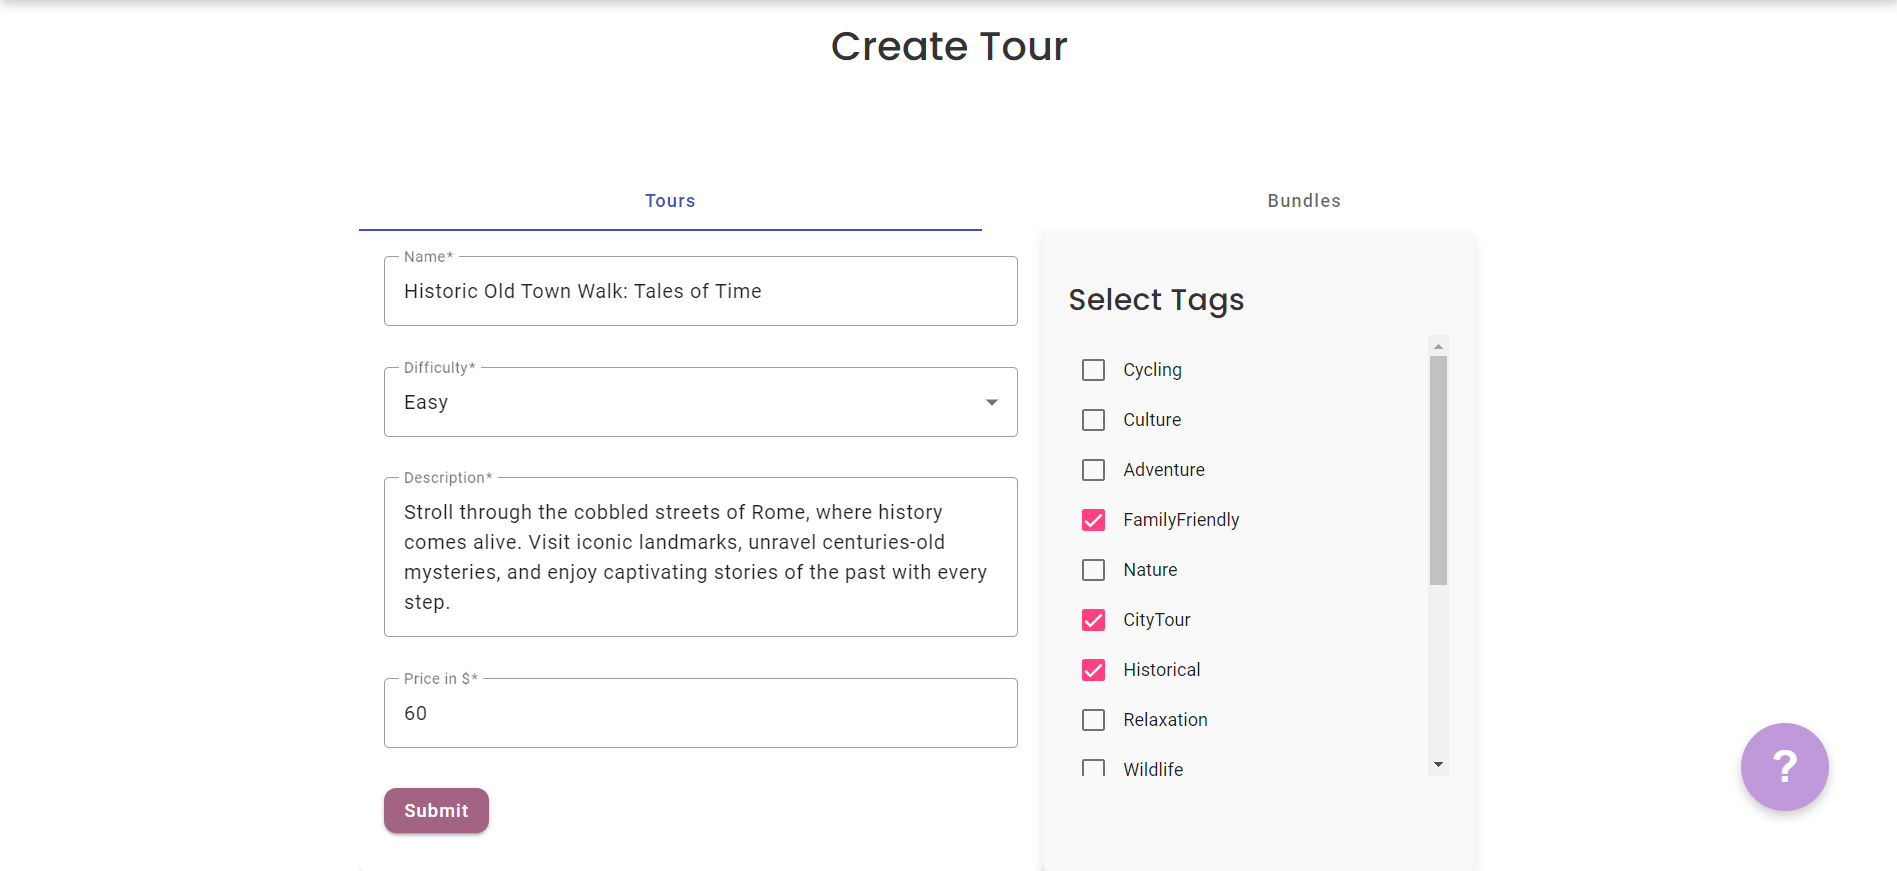 Create Tour
Tours
Bundles
Name*
Historic Old Town Walk: Tales of Time
Difficulty*
Easy
Description*
Stroll through the cobbled streets of Rome, where history
comes alive. Visit iconic landmarks, unravel centuries-old
mysteries, and enjoy captivating stories of the past with every
step.
Price in $*
60
Submit
Select Tags
Cycling
Culture
Adventure
FamilyFriendly
Nature
CityTour
Historical
Relaxation
Wildlife
?